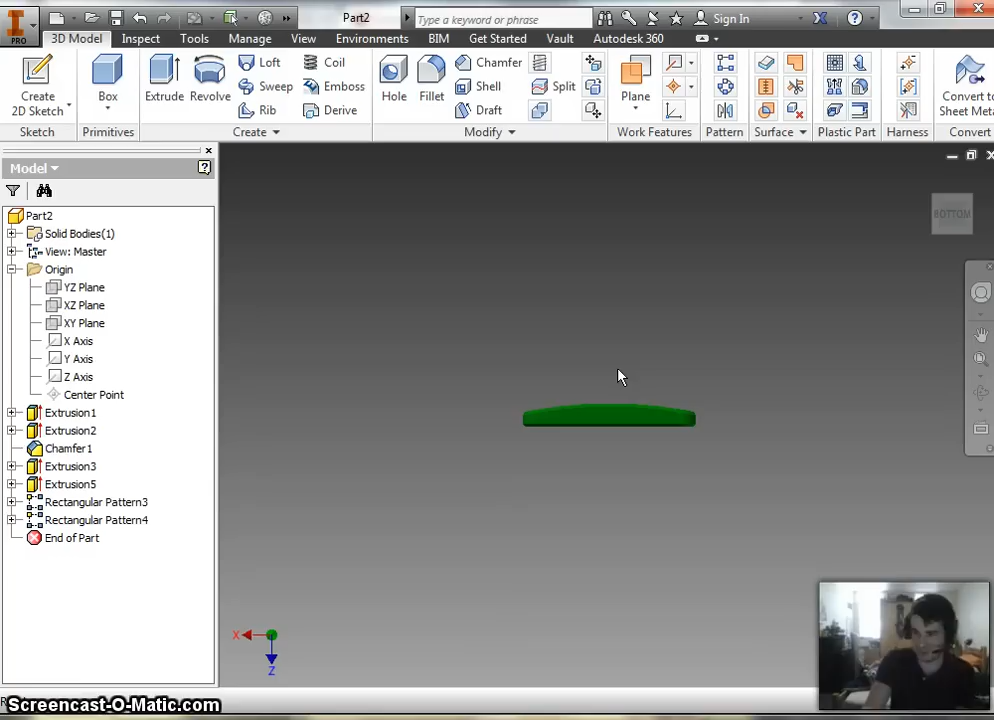 Part2
Type a keyword or phrase
Sign In
PRO
3D Model Inspect Tools Manage View Environments BIM Get Started Vault Autodesk 360
Create
2D Sketch
Box
Extrude
Revolve
Loft
Sweep
Rib
Coil
Emboss
Derive
Hole
Fillet
Chamfer
Shell
Draft
Split
Plane
Convert to
Sheet Meta
Sketch Primitives Create Modify Work Features Pattern Surface Plastic Part Harness Convert
Model
Part2
Solid Bodies(1)
View: Master
Origin
YZ Plane
XZ Plane
XY Plane
X Axis
Y Axis
Z Axis
Center Point
Extrusion1
Extrusion2
Chamfer1
Extrusion3
Extrusion5
Rectangular Pattern3
Rectangular Pattern4
End of Part
BOTTOM
X
Z
Screencast-O-Matic.com